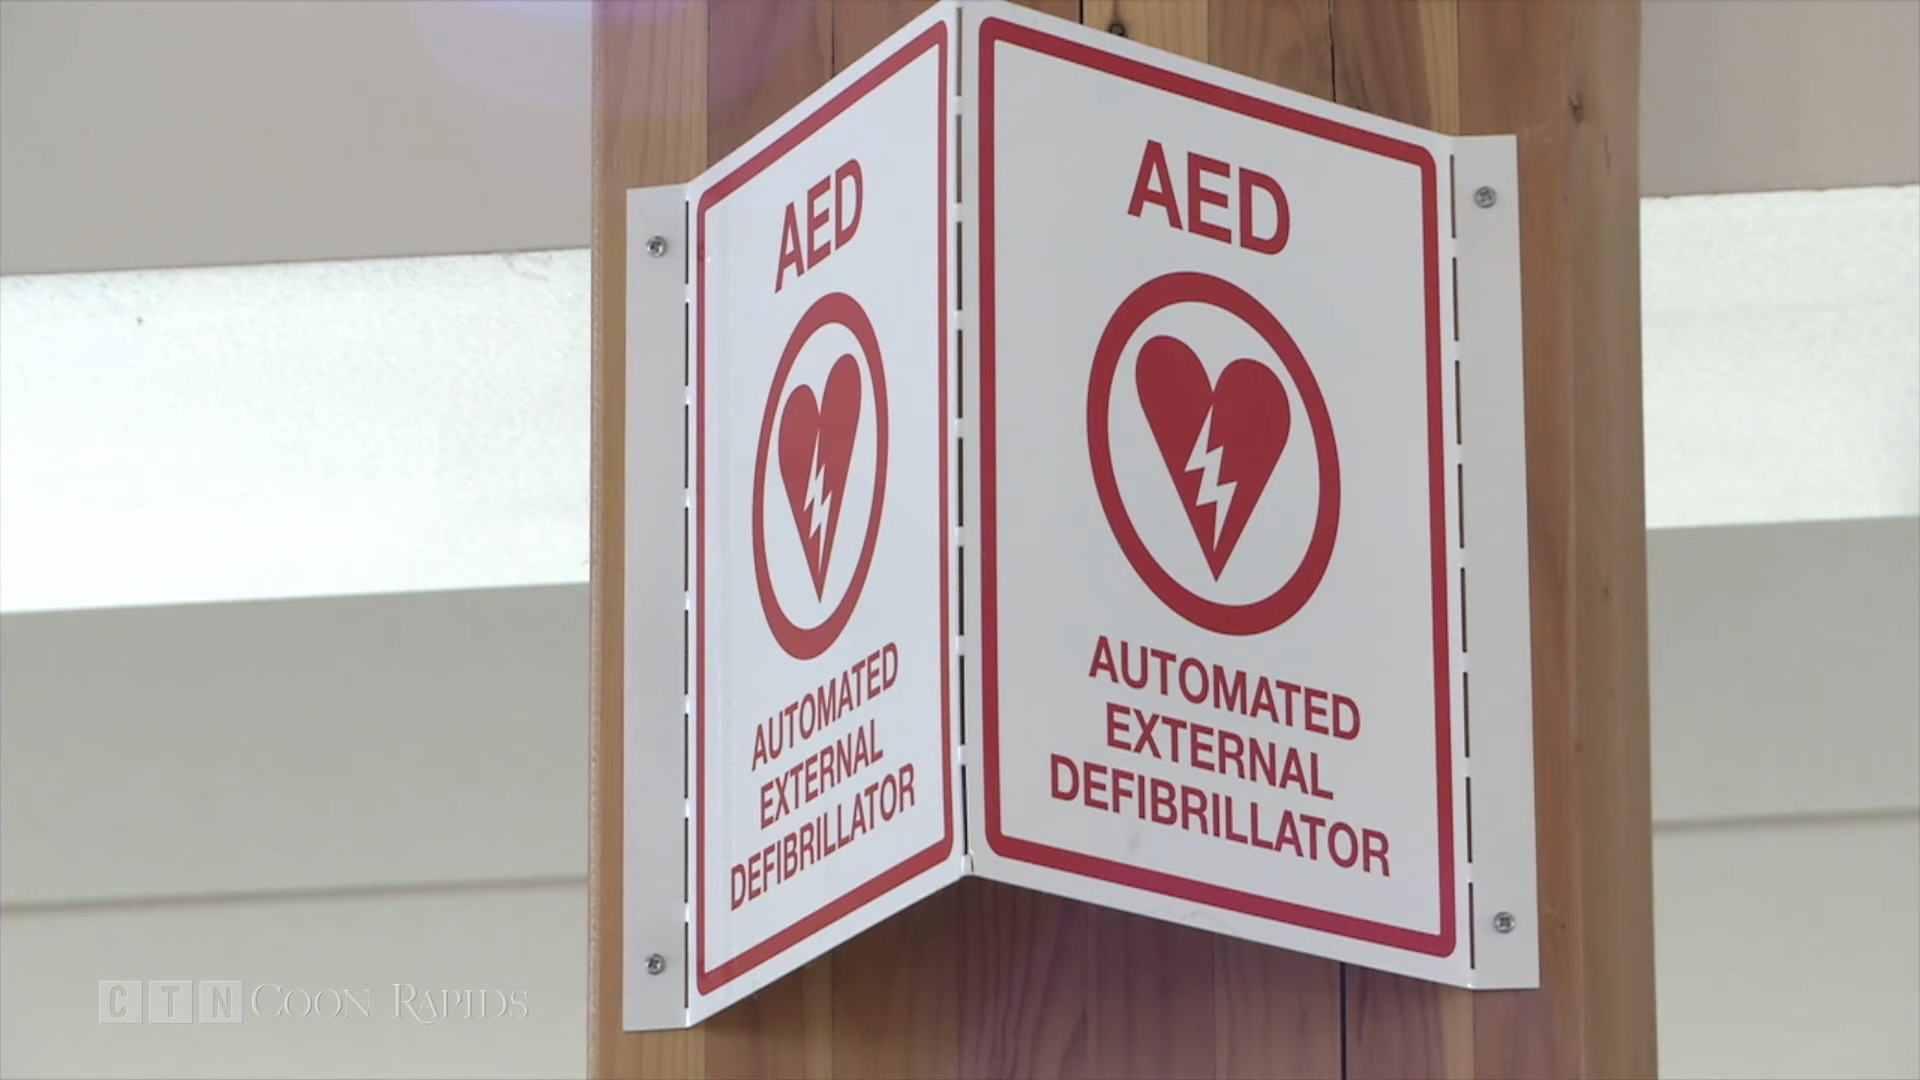 AED
AUTOMATED
EXTERNAL
DEFIBRILLATOR
AED
AUTOMATED
EXTERNAL
DEFIBRILLATOR
CTN COON RAPIDS